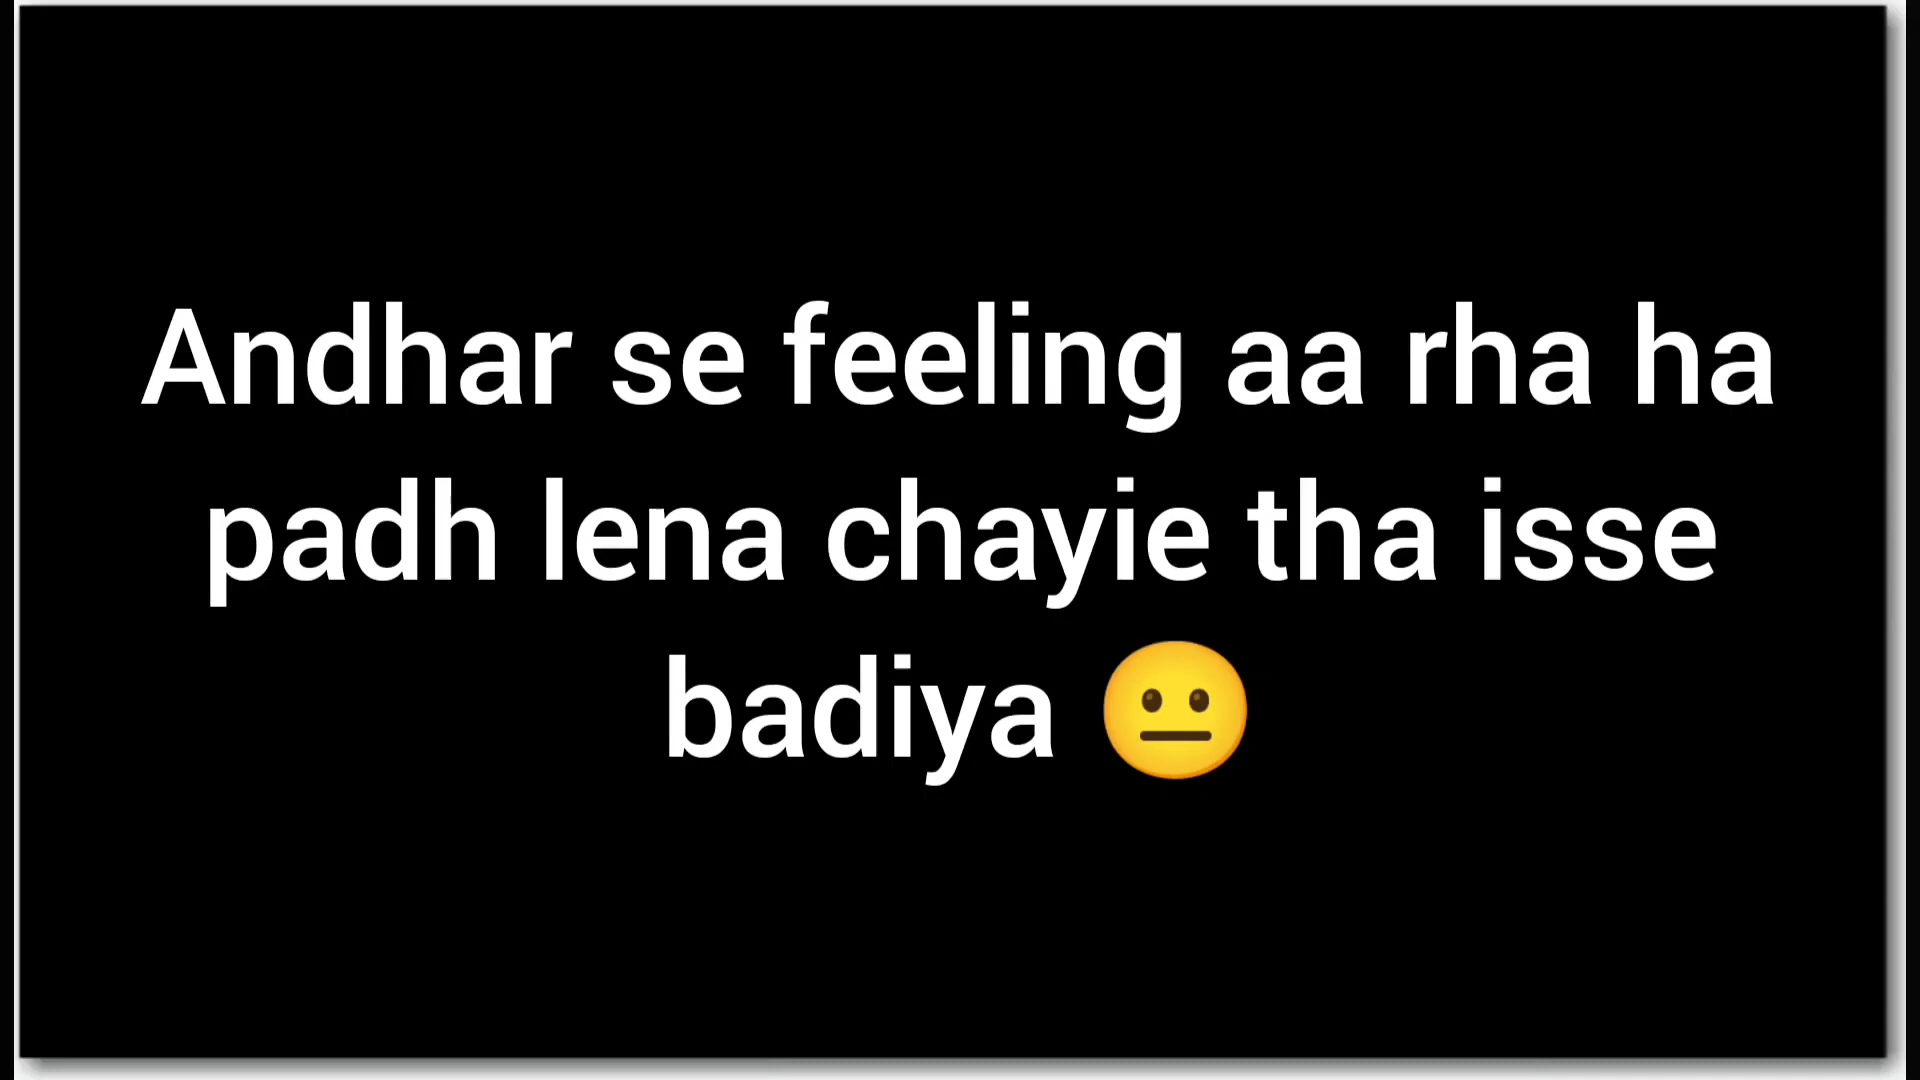 Andhar se feeling aa rha ha
padh lena chayie tha isse
badiya 😐